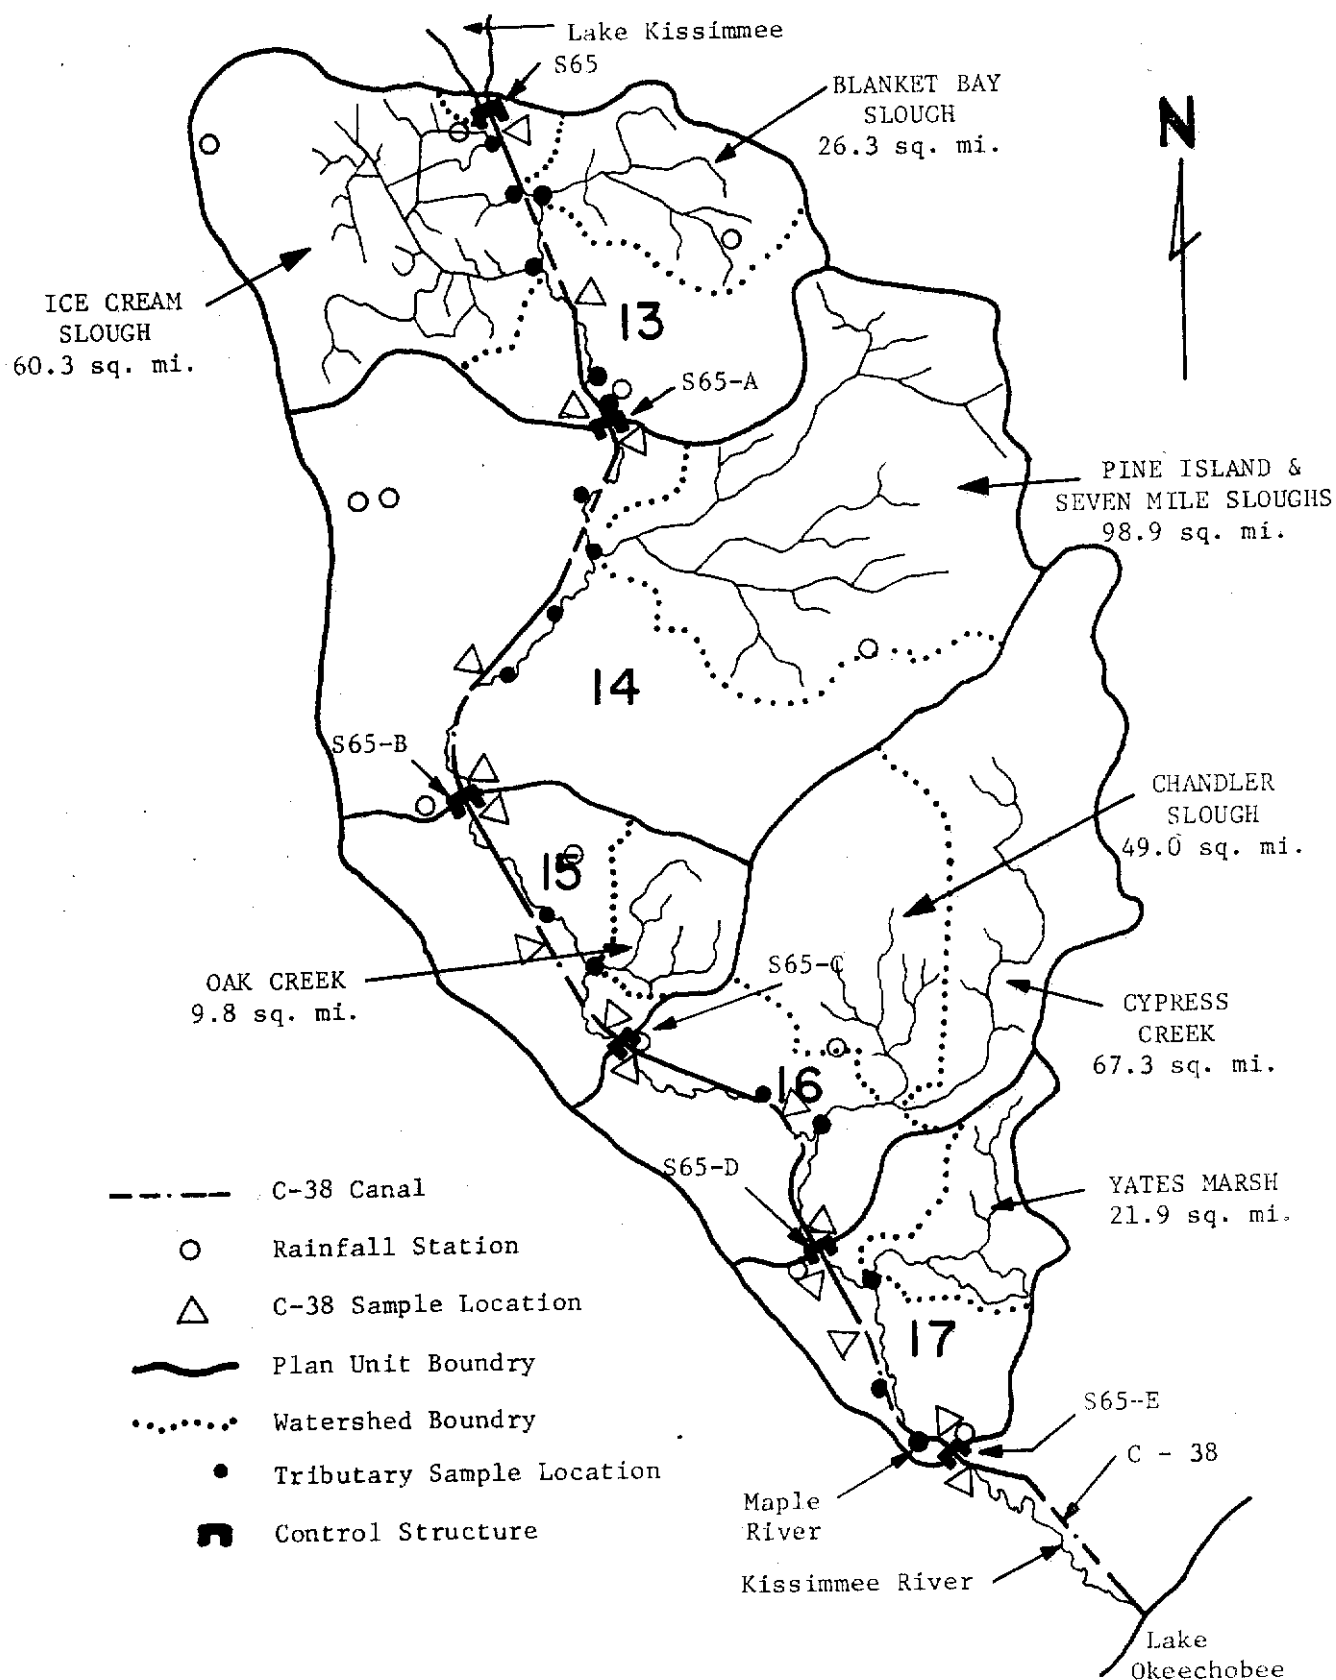 Lake Kissimmee
S65
BLANKET BAY
SLOUGH
26.3 sq. mi.
N
ICE CREAM
SLOUGH
60.3 sq. mi.
13
S65-A
PINE ISLAND &
SEVEN MILE SLOUGHS
98.9 sq. mi.
14
S65-B
CHANDLER
SLOUGH
49.0 sq. mi.
15
OAK CREEK
9.8 sq. mi.
S65-C
CYPRESS
CREEK
67.3 sq. mi.
16
S65-D
YATES MARSH
21.9 sq. mi.
17
C-38 Canal
Rainfall Station
C-38 Sample Location
Plan Unit Boundry
Watershed Boundry
Tributary Sample Location
Control Structure
S65-E
C - 38
Maple
River
Kissimmee River
Lake
Okeechobee